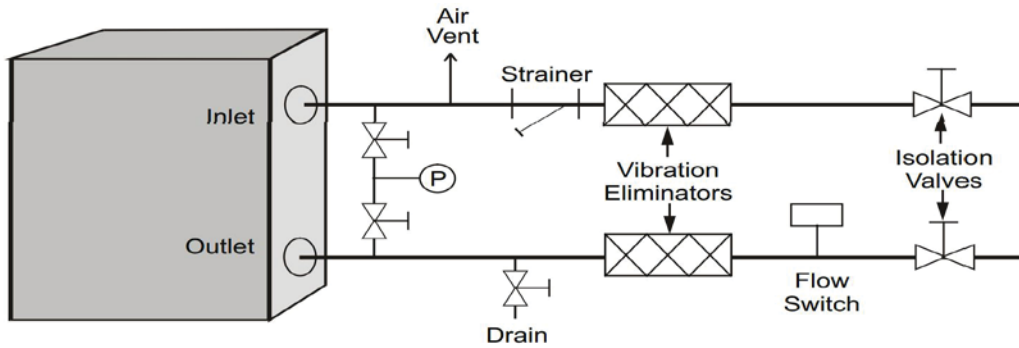 Air
Vent
Strainer
Inlet
P
Vibration
Eliminators
Isolation
Valves
Outlet
Flow
Switch
Drain